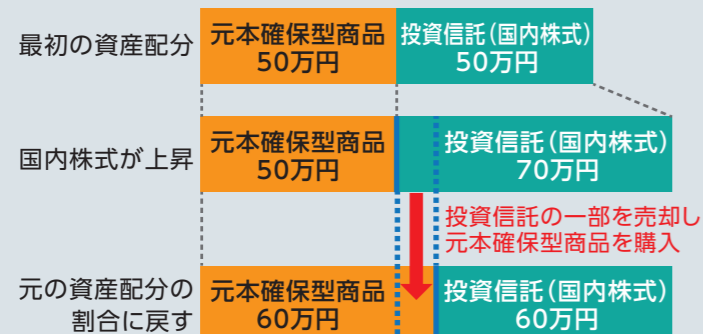 最初の資産配分
元本確保型商品
50万円
投資信託(国内株式)
50万円
国内株式が上昇
元本確保型商品
50万円
投資信託(国内株式)
70万円
投資信託の一部を売却し
元本確保型商品を購入
元の資産配分の
割合に戻す
元本確保型商品
60万円
投資信託(国内株式)
60万円